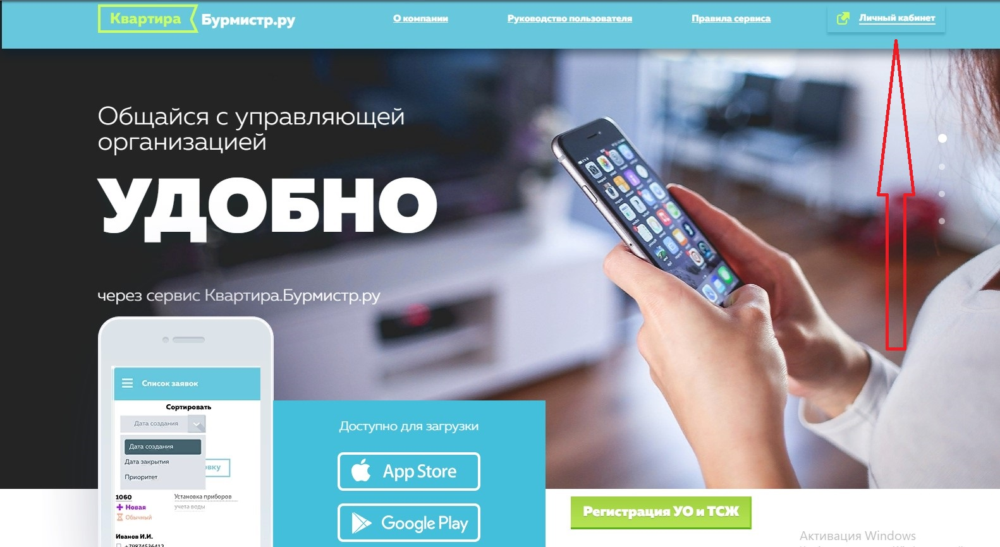 Квартира Бурмистр.ру
О компании
Руководство пользователя
Правила сервиса
Личный кабинет
Общайся с управляющей
организацией
УДОБНО
через сервис Квартира.Бурмистр.ру
Список заявок
Сортировать
Дата создания
Дата создания
Дата закрытия
Приоритет
вку
1060
Установка приборов
учета воды
Новая
Обычный
Иванов И.И.
+79874536412
Доступно для загрузки
App Store
Google Play
Регистрация УО и ТСЖ
Активация Windows